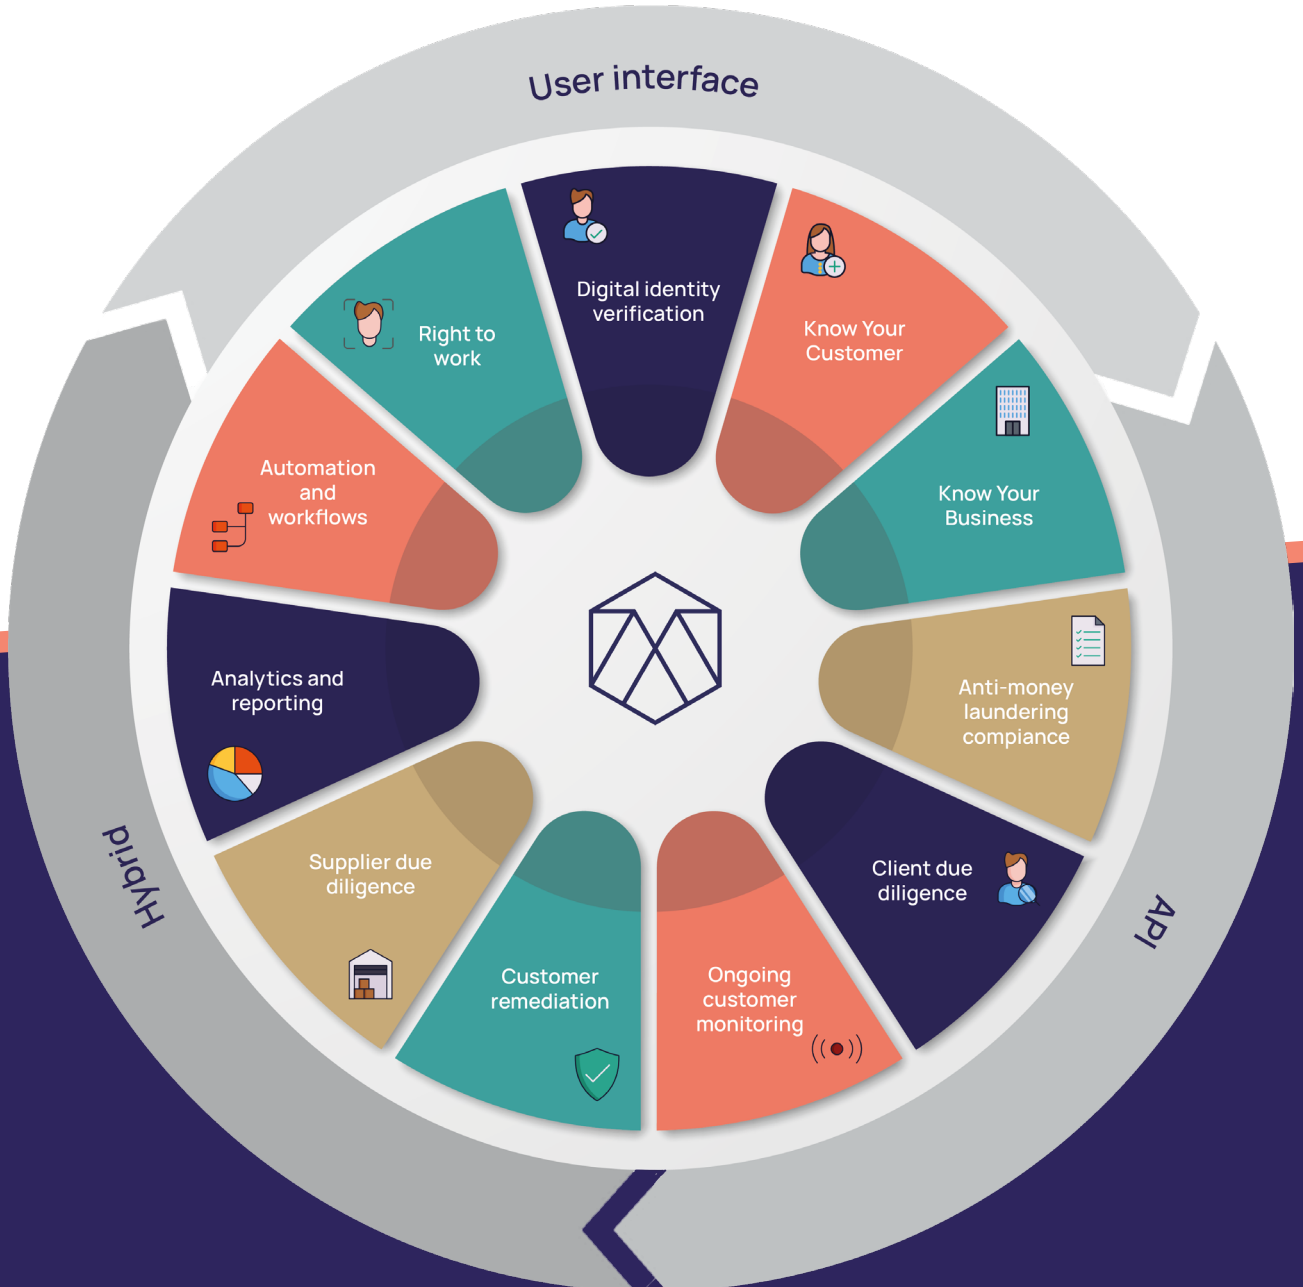 User interface
Digital identity
verification
Know Your
Customer
Know Your
Business
Anti-money
laundering
compiance
Client due
diligence
Ongoing
customer
monitoring
Customer
remediation
Supplier due
diligence
Analytics and
reporting
Automation
and
workflows
Right to
work
API
Hybrid